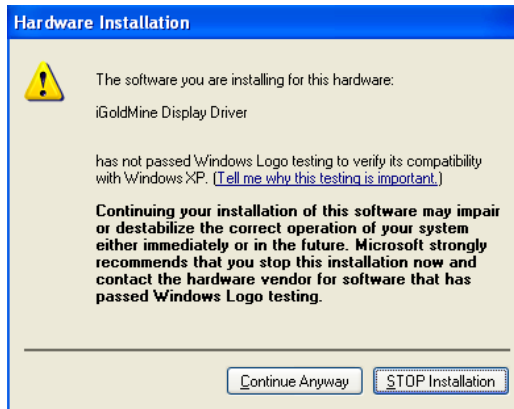 Hardware Installation
The software you are installing for this hardware:
iGoldMine Display Driver
has not passed Windows Logo testing to verify its compatibility
with Windows XP. (Tell me why this testing is important.)
Continuing your installation of this software may impair
or destabilize the correct operation of your system
either immediately or in the future. Microsoft strongly
recommends that you stop this installation now and
contact the hardware vendor for software that has
passed Windows Logo testing.
Continue Anyway
STOP Installation